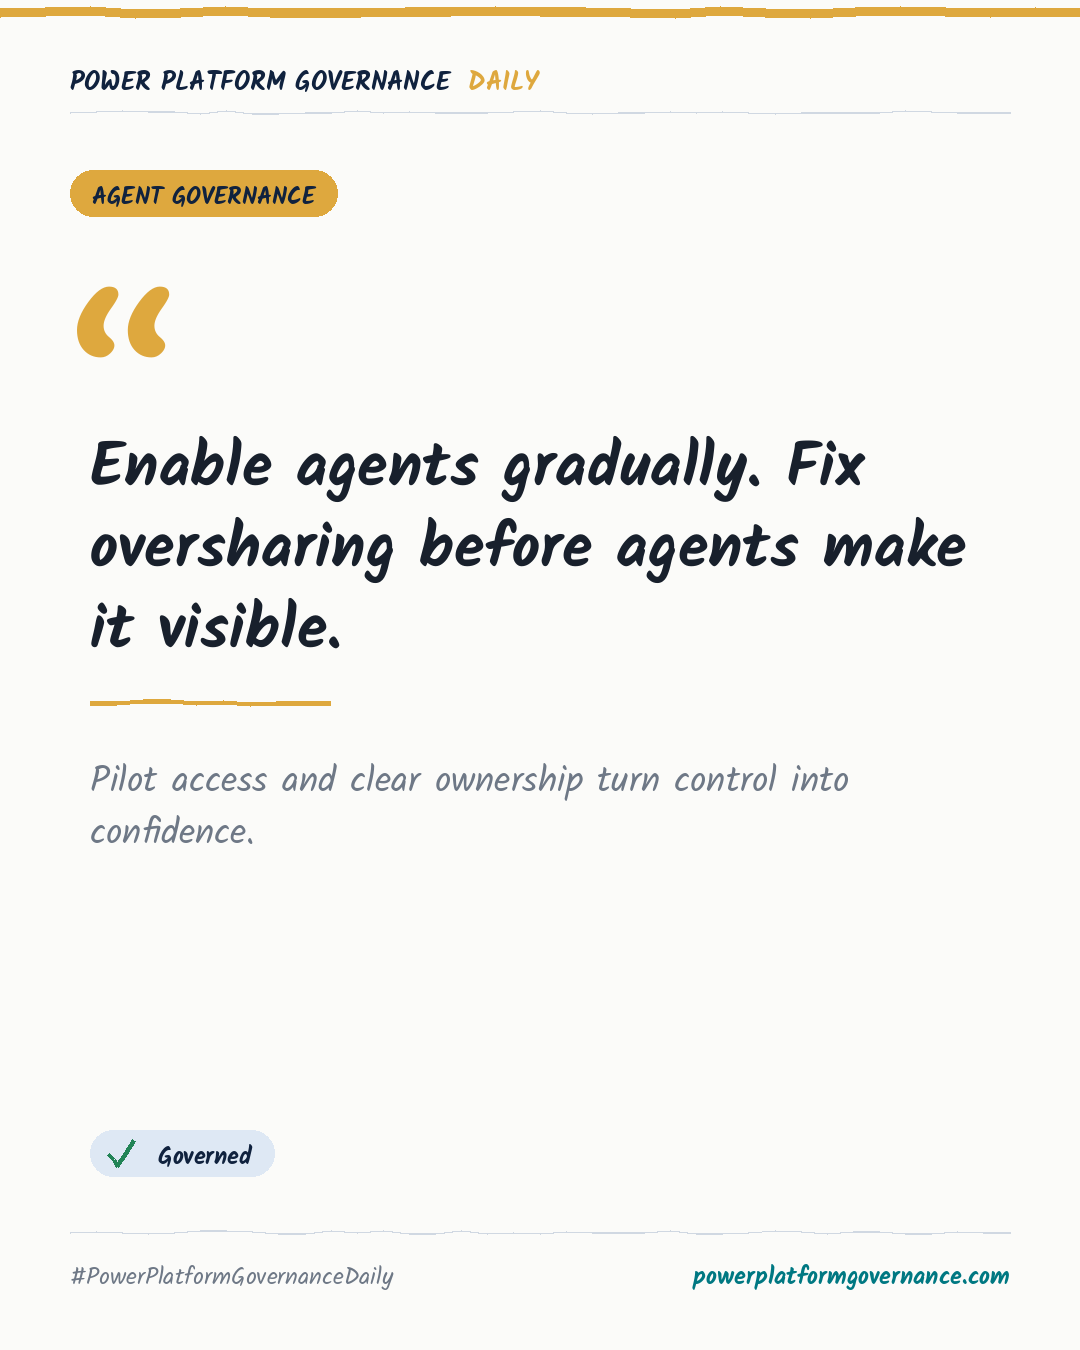 POWER PLATFORM GOVERNANCE DAILY
AGENT GOVERNANCE
“
Enable agents gradually. Fix
oversharing before agents make
it visible.
Pilot access and clear ownership turn control into
confidence.
✓ Governed
#PowerPlatformGovernanceDaily
powerplatformgovernance.com